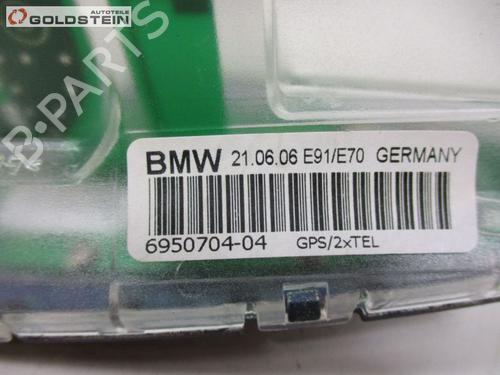 AUTOTEILE
GOLDSTEIN
B-PARTS
BMW 21.06.06 E91/E70 GERMANY
6950704-04 GPS/2xTEL